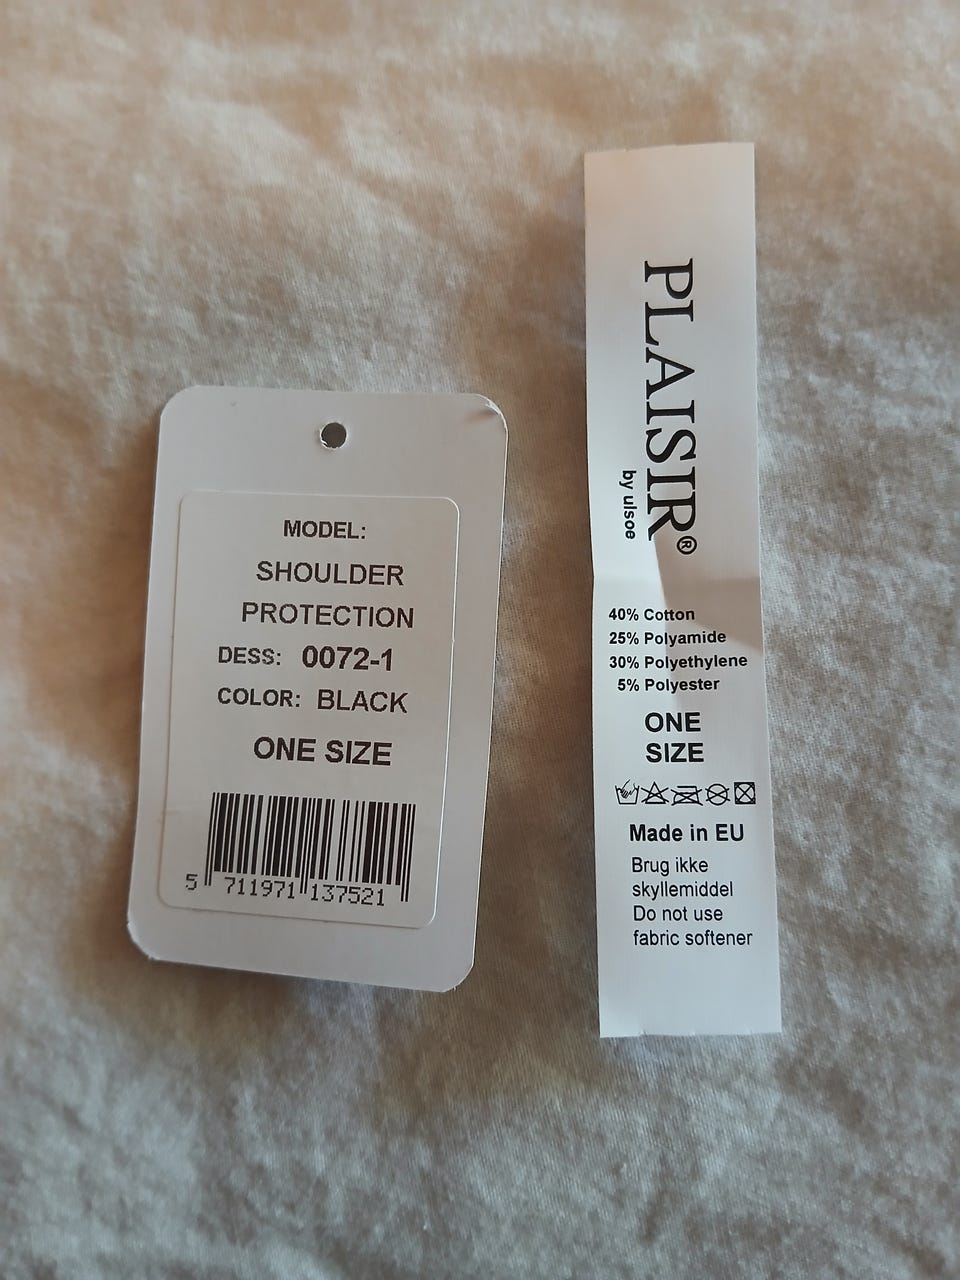 MODEL:
SHOULDER
PROTECTION
DESS: 0072-1
COLOR: BLACK
ONE SIZE
5 711971 137521
PLAISIR®
by ulsoe
40% Cotton
25% Polyamide
30% Polyethylene
5% Polyester
ONE
SIZE
Made in EU
Brug ikke
skyllemiddel
Do not use
fabric softener